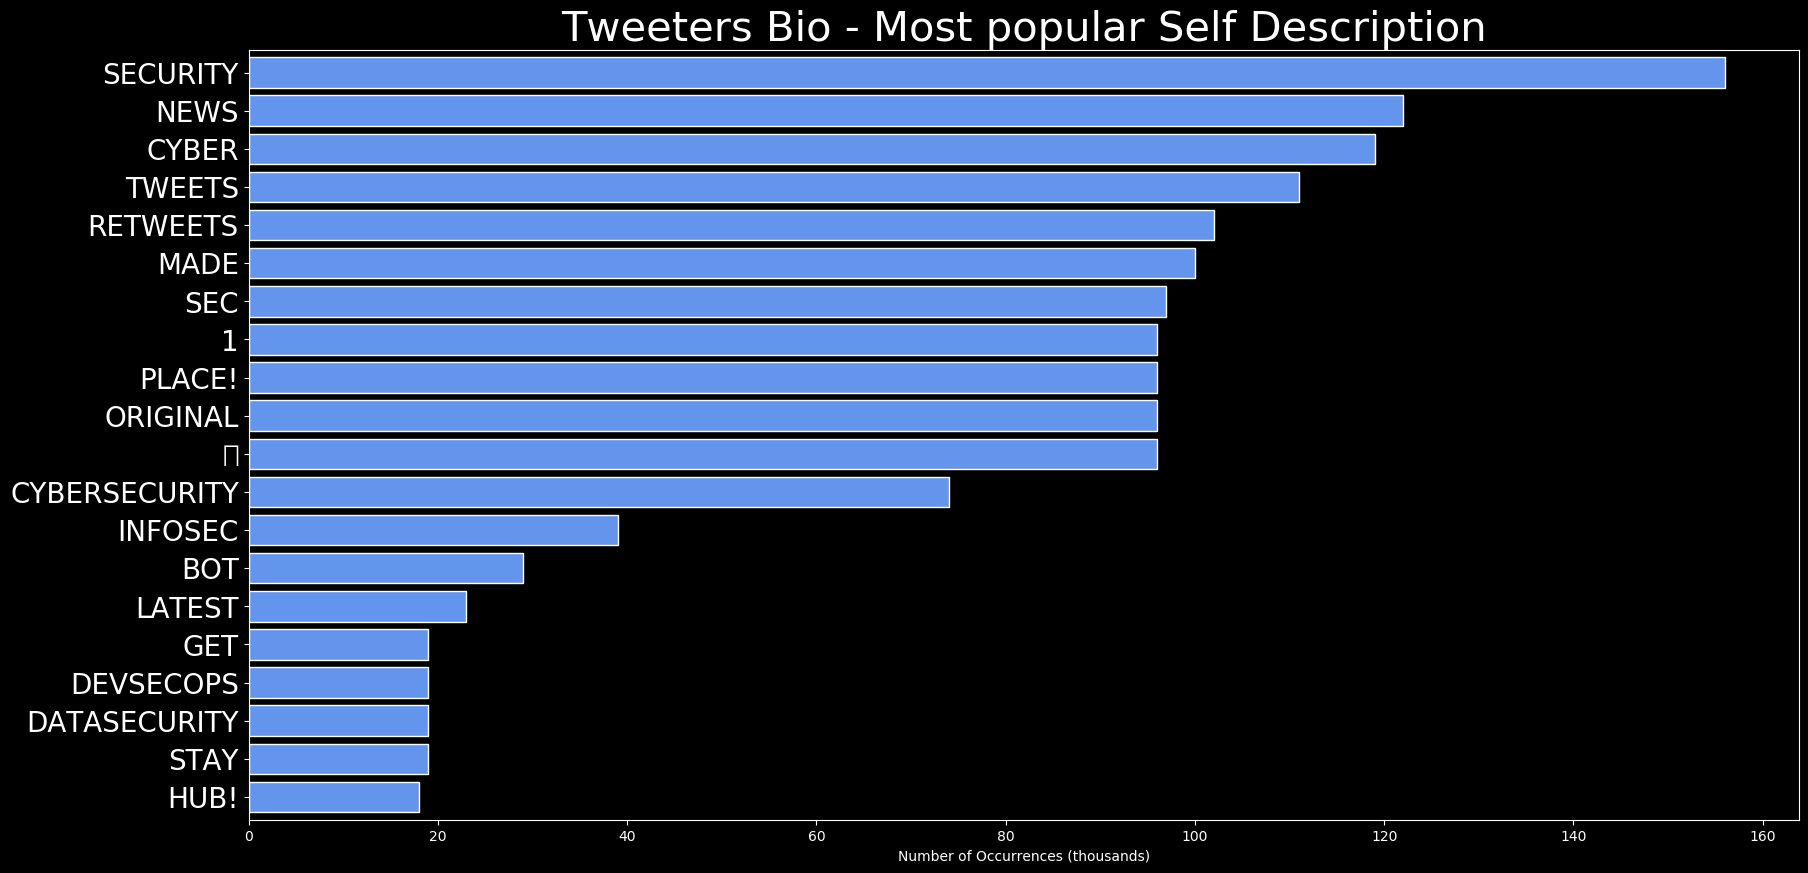 Tweeters Bio - Most popular Self Description
SECURITY
NEWS
CYBER
TWEETS
RETWEETS
MADE
SEC
1
PLACE!
ORIGINAL
CYBERSECURITY
INFOSEC
BOT
LATEST
GET
DEVSECOPS
DATASECURITY
STAY
HUB!
0 20 40 60 80 100 120 140 160
Number of Occurrences (thousands)